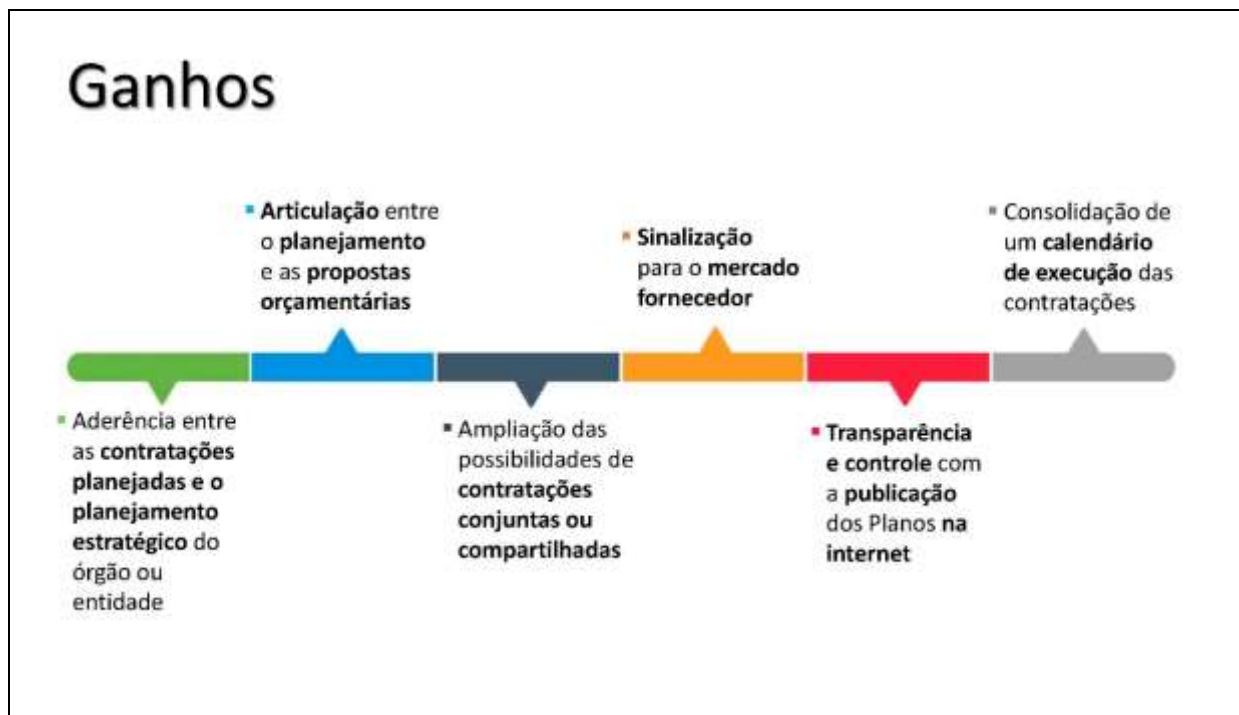 Ganhos
▪ Aderência entre
as contratações
planejadas e o
planejamento
estratégico do
órgão ou
entidade
▪ Articulação entre
o planejamento
e as propostas
orçamentárias
▪ Ampliação das
possibilidades de
contratações
conjuntas ou
compartilhadas
▪ Sinalização
para o mercado
fornecedor
▪ Transparência
e controle com
a publicação
dos Planos na
internet
▪ Consolidação de
um calendário
de execução das
contratações